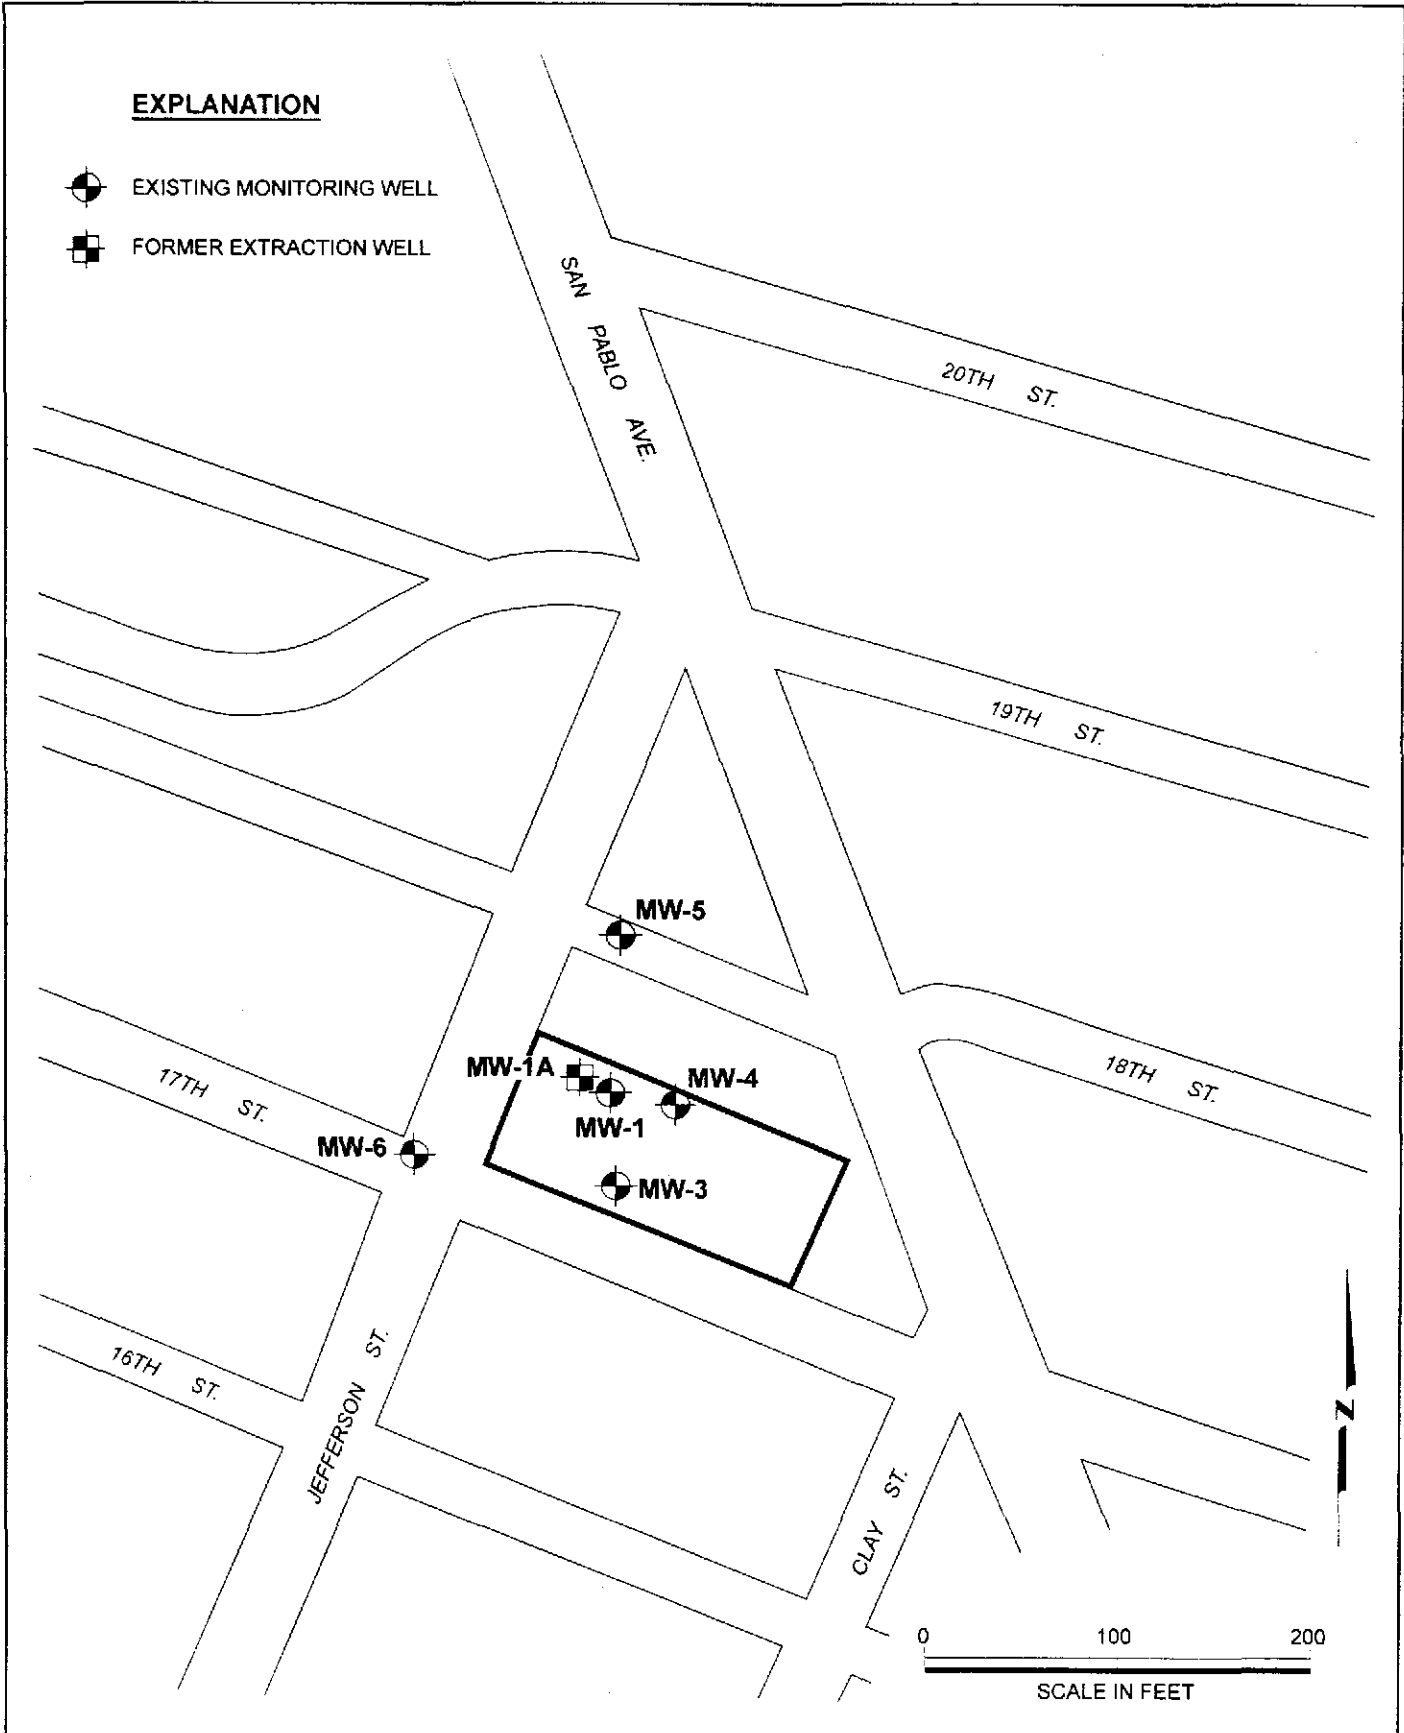 EXPLANATION
EXISTING MONITORING WELL
FORMER EXTRACTION WELL
SAN PABLO AVE.
20TH ST.
19TH ST.
MW-5
MW-1A
MW-4
MW-1
18TH ST.
17TH ST.
MW-6
MW-3
16TH ST.
JEFFERSON ST.
CLAY ST.
N
0 100 200
SCALE IN FEET